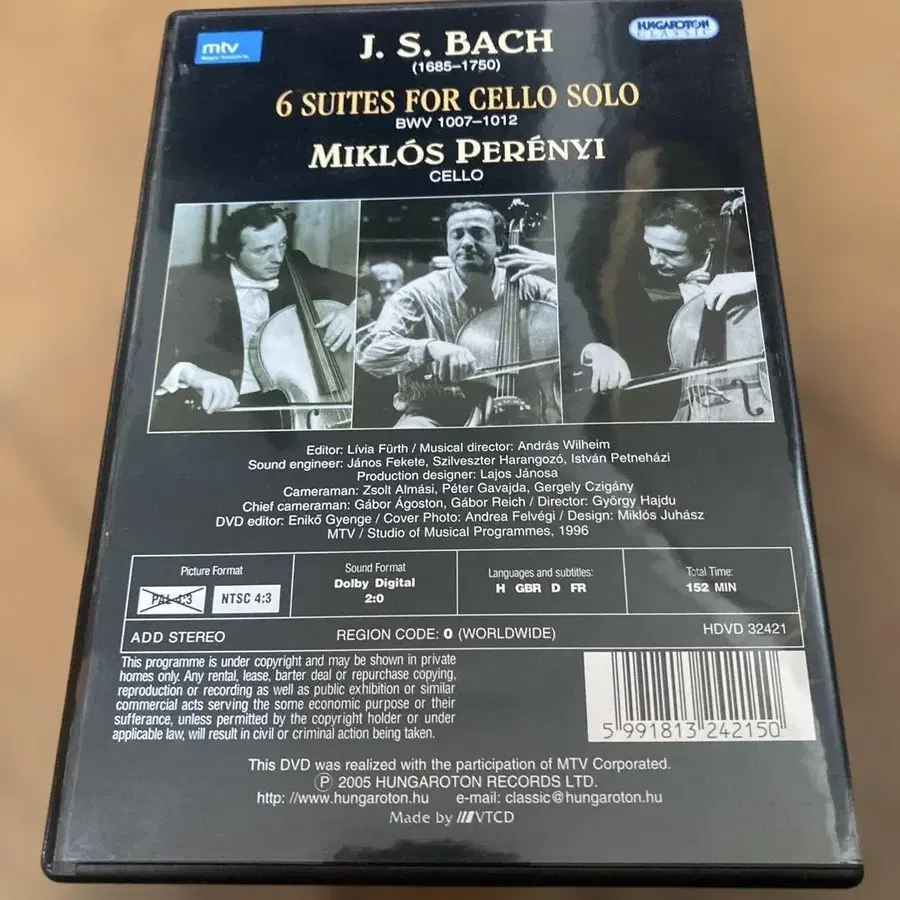 mtv
HUNGAROTON
CLASSIC
J. S. BACH
(1685–1750)
6 SUITES FOR CELLO SOLO
BWV 1007–1012
MIKLÓS PERÉNYI
CELLO
Editor: Lívia Fürth / Musical director: András Wilheim
Sound engineer: János Fekete, Szilveszter Harangozó, István Petneházi
Production designer: Lajos Jánosa
Cameraman: Zsolt Almási, Péter Gavajda, Gergely Czigány
Chief cameraman: Gábor Ágoston, Gábor Reich / Director: György Hajdu
DVD editor: Enikő Gyenge / Cover Photo: Andrea Felvégi / Design: Miklós Juhász
MTV / Studio of Musical Programmes, 1996
Picture Format
PAL 4:3
NTSC 4:3
Sound Format
Dolby Digital
2:0
Languages and subtitles:
H GBR D FR
Total Time:
152 MIN
ADD STEREO
REGION CODE: 0 (WORLDWIDE)
HDVD 32421
This programme is under copyright and may be shown in private
homes only. Any rental, lease, barter deal or repurchase copying,
reproduction or recording as well as public exhibition or similar
commercial acts serving the some economic purpose or their
sufferance, unless permitted by the copyright holder or under
applicable law, will result in civil or criminal action being taken.
5 991813 242150
This DVD was realized with the participation of MTV Corporated.
Ⓟ 2005 HUNGAROTON RECORDS LTD.
http: //www.hungaroton.hu e-mail: classic@hungaroton.hu
Made by VTCD